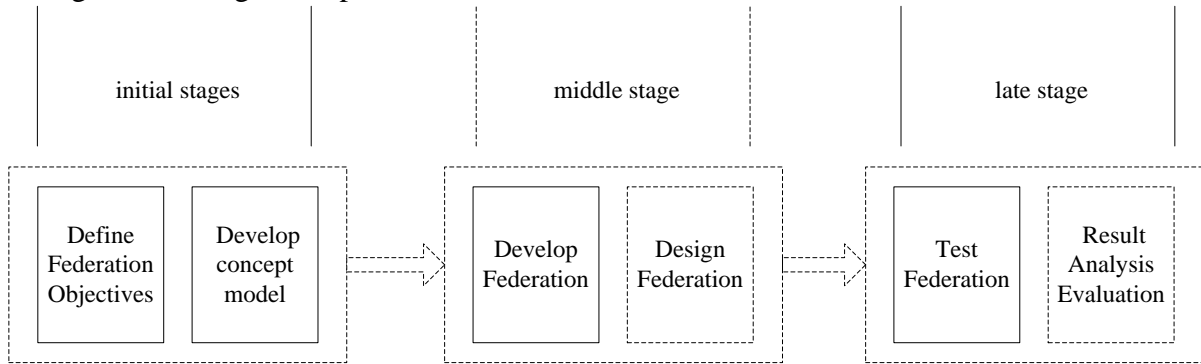 initial stages
middle stage
late stage
Define
Federation
Objectives
Develop
concept
model
Develop
Federation
Design
Federation
Test
Federation
Result
Analysis
Evaluation